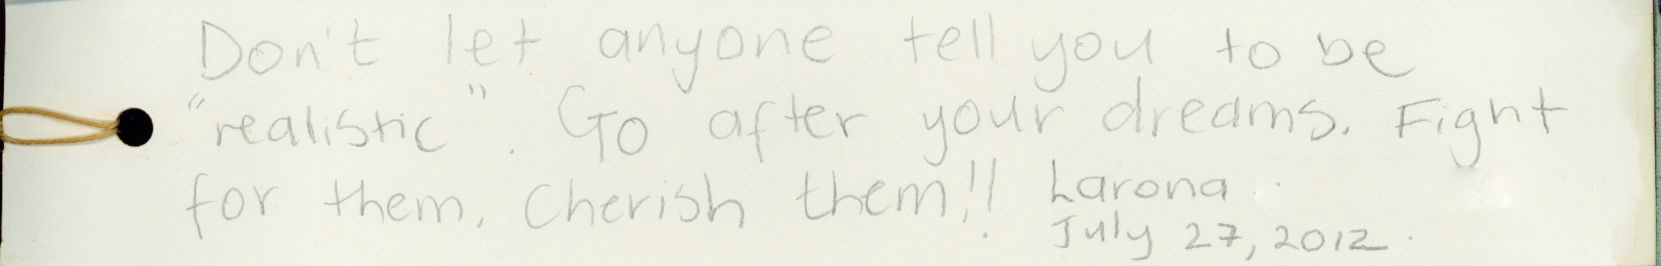 Don't let anyone tell you to be
"realistic". Go after your dreams. Fight
for them. Cherish them!! Larona
July 27, 2012.